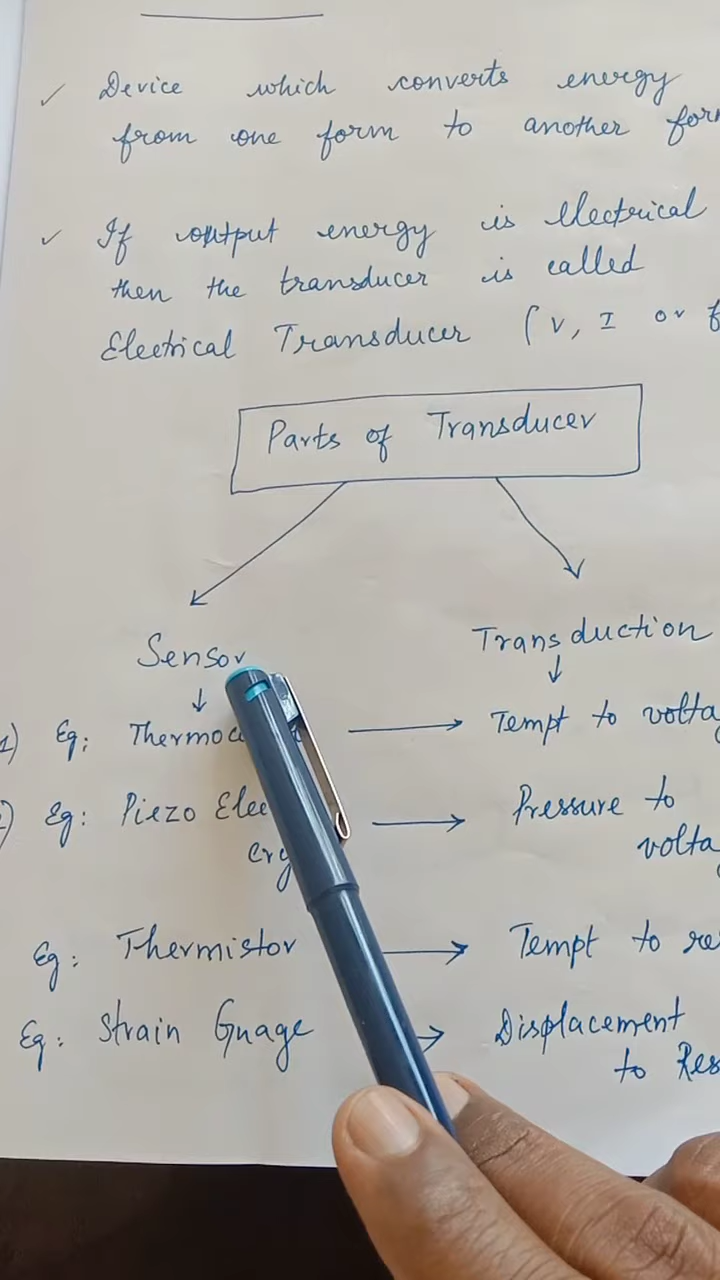 ✓ Device which converts energy
from one form to another
✓ If output energy is Electrical
then the transducer is called
Electrical Transducer ( V, I or f
Parts of Transducer
Sensor
Transduction
1) Eg: → Tempt to
Eg: Piezo → Pressure to
Eg: Thermistor → Tempt to
Eg: Strain Guage → Displacement
to